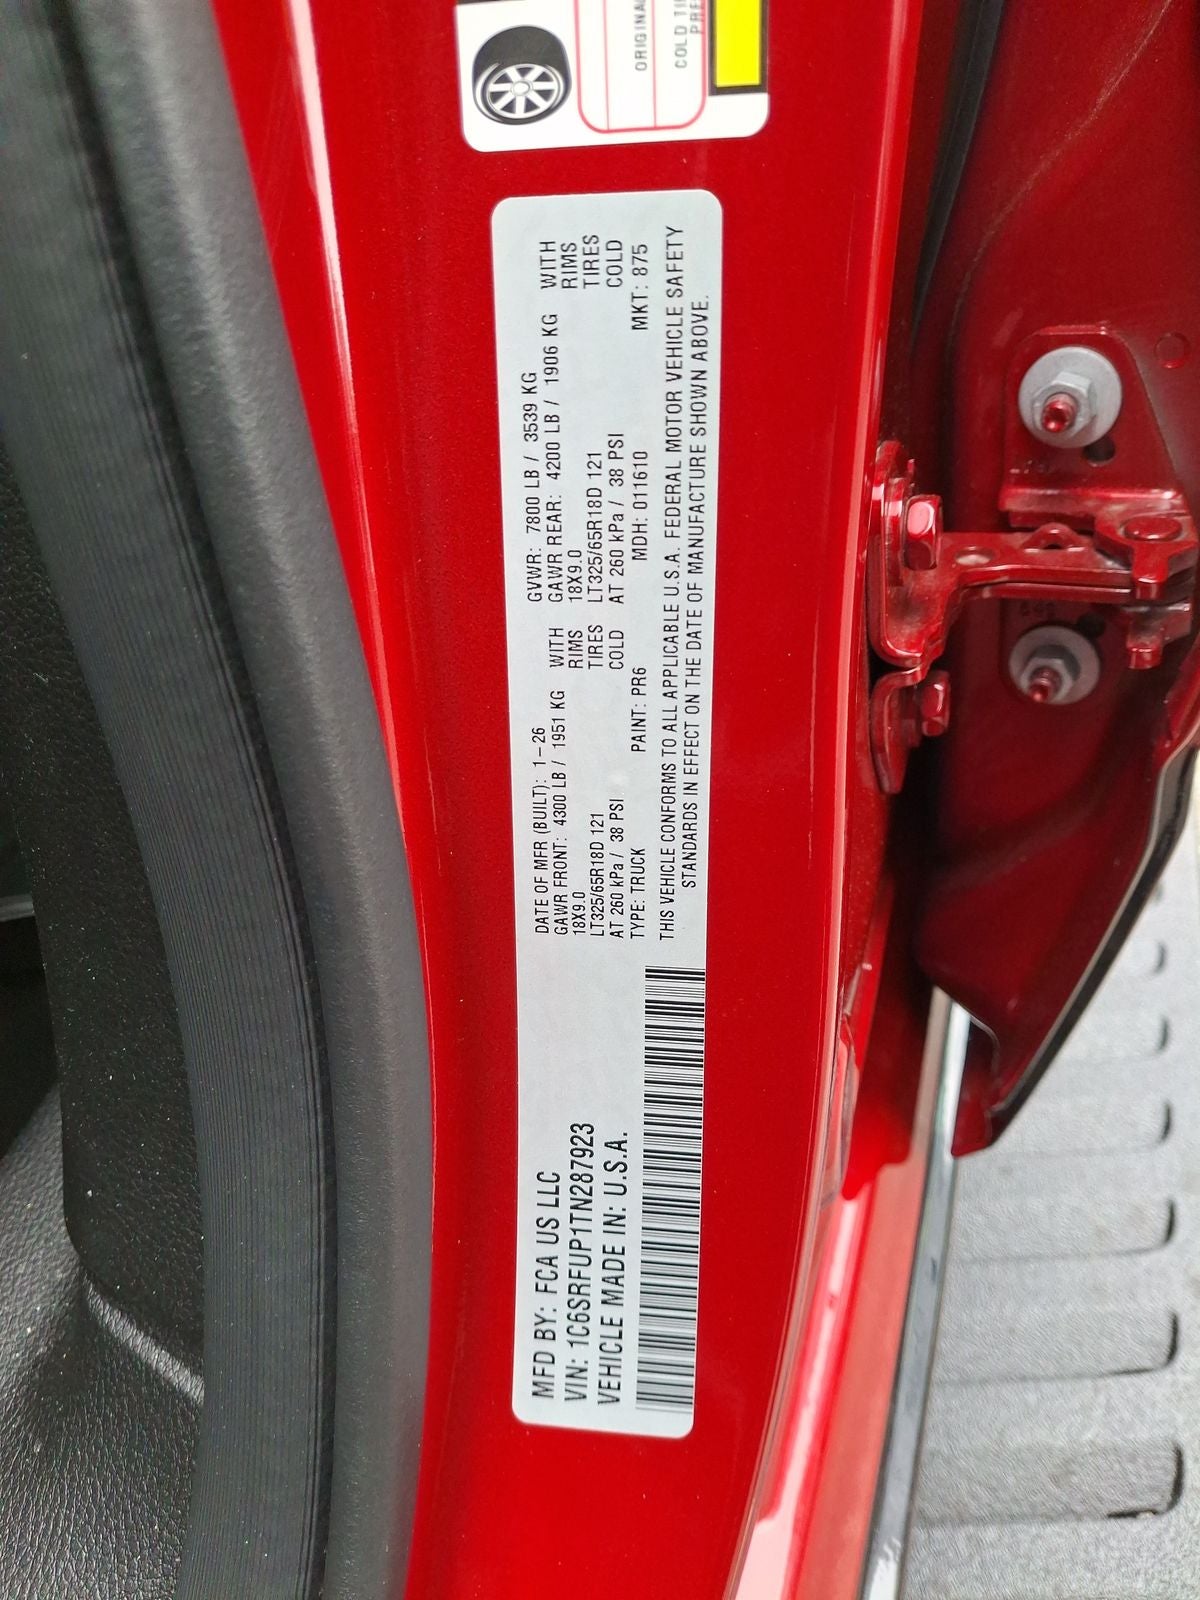 ORIGINAL
COLD TI
PRE
DATE OF MFR (BUILT): 1-26 GVWR: 7800 LB / 3539 KG
GAWR FRONT: 4300 LB / 1951 KG WITH GAWR REAR: 4200 LB / 1906 KG WITH
18X9.0 RIMS 18X9.0 RIMS
LT325/65R18D 121 TIRES LT325/65R18D 121 TIRES
AT 260 kPa / 38 PSI COLD AT 260 kPa / 38 PSI COLD
TYPE: TRUCK PAINT: PR6 MDH: 011610 MKT: 875
THIS VEHICLE CONFORMS TO ALL APPLICABLE U.S.A. FEDERAL MOTOR VEHICLE SAFETY
STANDARDS IN EFFECT ON THE DATE OF MANUFACTURE SHOWN ABOVE.
MFD BY: FCA US LLC
VIN: 1C6SRFUP1TN287923
VEHICLE MADE IN: U.S.A.